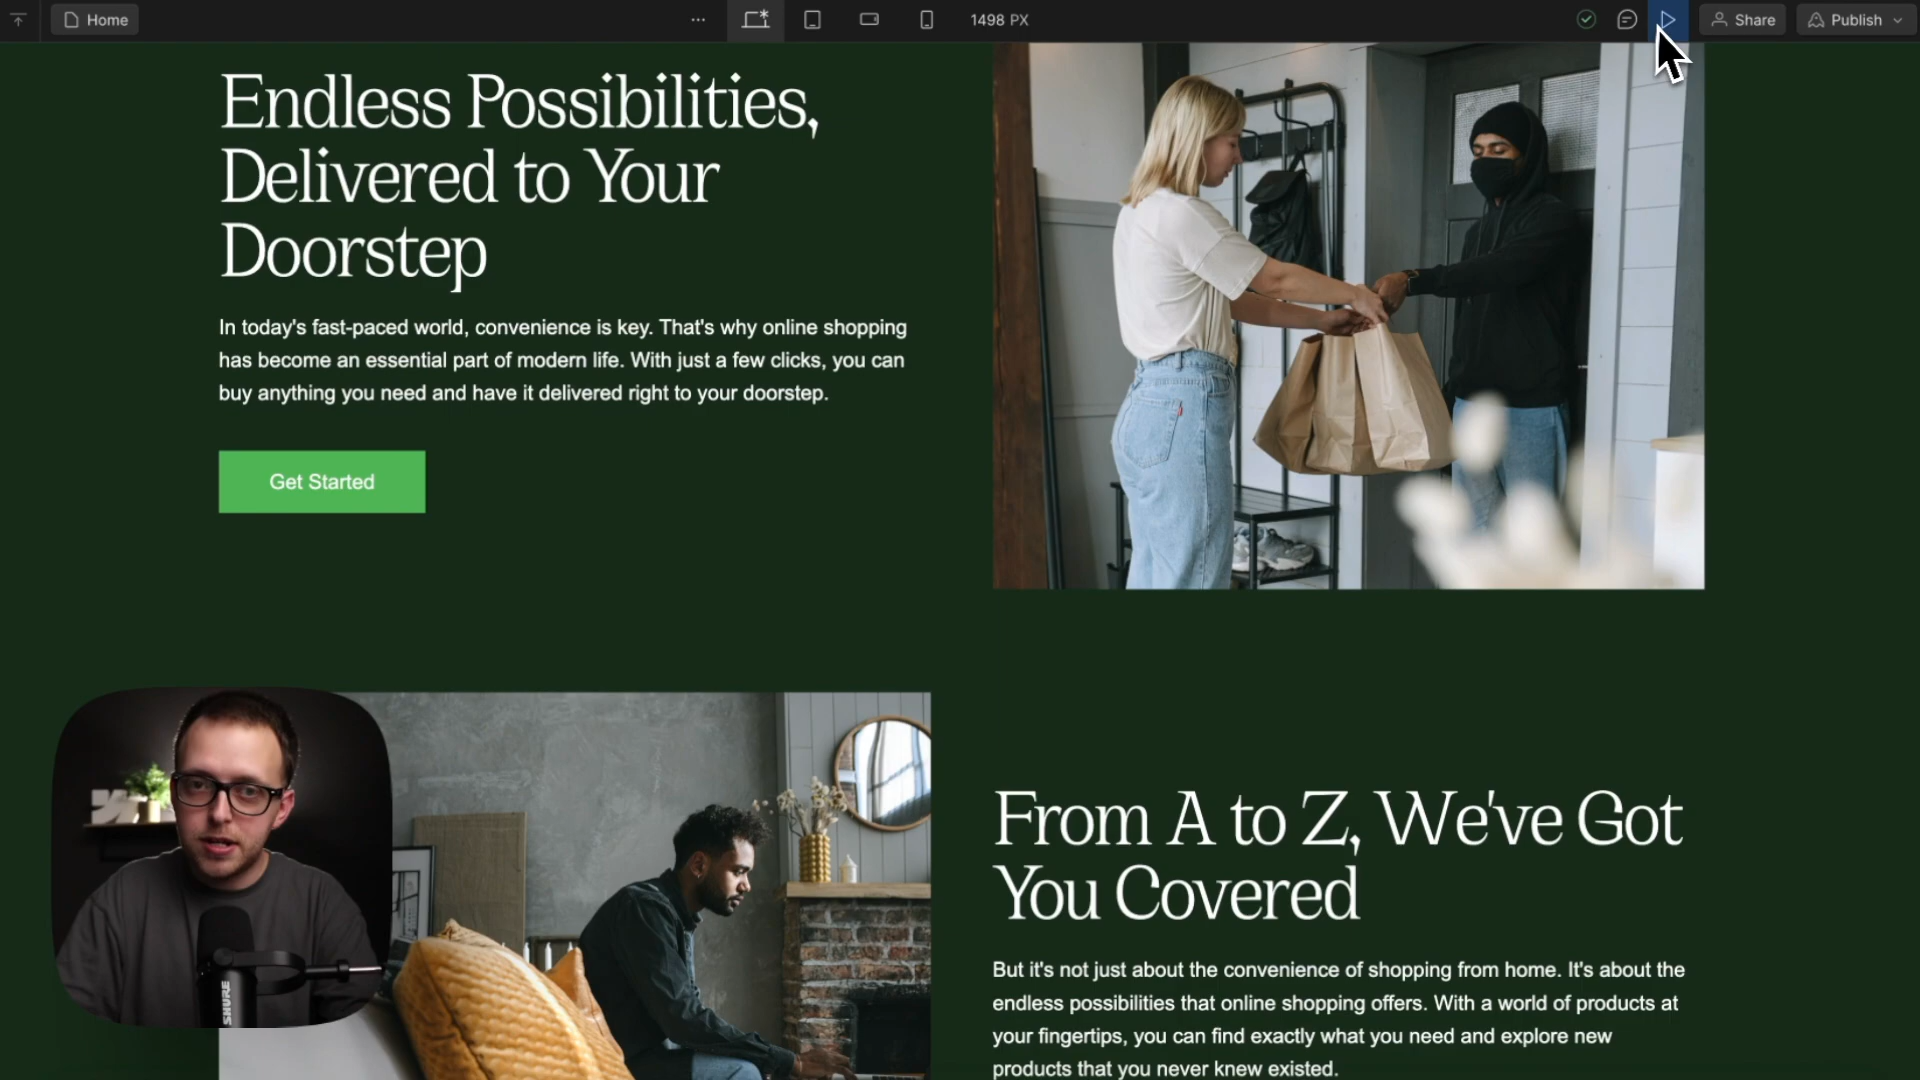 Home
1498 PX
Share
Publish
Endless Possibilities,
Delivered to Your
Doorstep
In today's fast-paced world, convenience is key. That's why online shopping
has become an essential part of modern life. With just a few clicks, you can
buy anything you need and have it delivered right to your doorstep.
Get Started
From A to Z, We've Got
You Covered
But it's not just about the convenience of shopping from home. It's about the
endless possibilities that online shopping offers. With a world of products at
your fingertips, you can find exactly what you need and explore new
products that you never knew existed.
SHURE